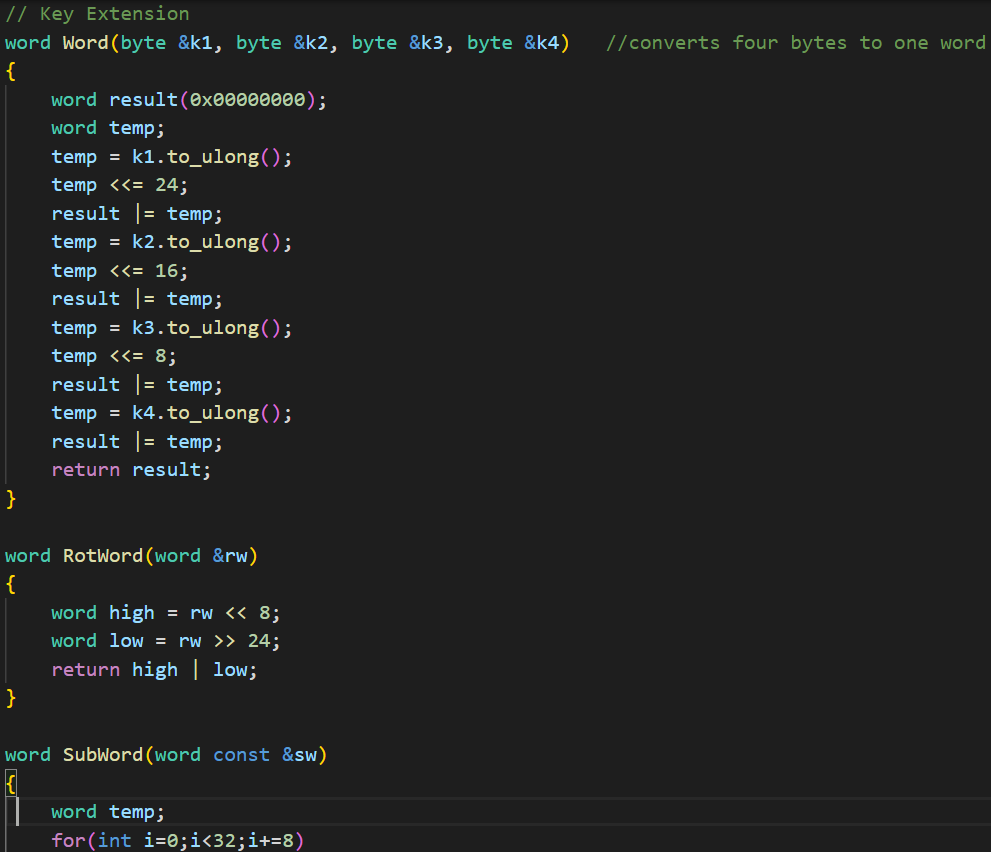 // Key Extension
word Word(byte &k1, byte &k2, byte &k3, byte &k4)   //converts four bytes to one word
{
    word result(0x00000000);
    word temp;
    temp = k1.to_ulong();
    temp <<= 24;
    result |= temp;
    temp = k2.to_ulong();
    temp <<= 16;
    result |= temp;
    temp = k3.to_ulong();
    temp <<= 8;
    result |= temp;
    temp = k4.to_ulong();
    result |= temp;
    return result;
}
word RotWord(word &rw)
{
    word high = rw << 8;
    word low = rw >> 24;
    return high | low;
}
word SubWord(word const &sw)
{
    word temp;
    for(int i=0;i<32;i+=8)